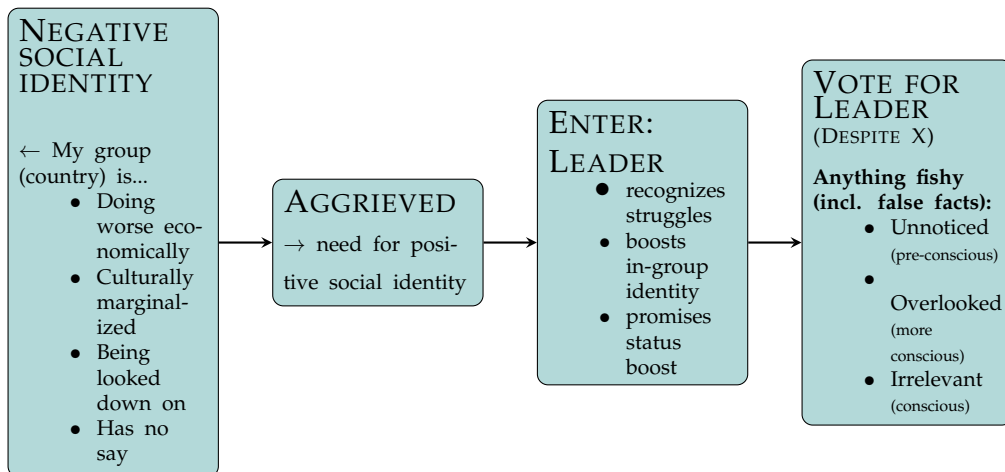 NEGATIVE
SOCIAL
IDENTITY
← My group
(country) is...
• Doing
worse eco-
nomically
• Culturally
marginal-
ized
• Being
looked
down on
• Has no
say
AGGRIEVED
→ need for posi-
tive social identity
ENTER:
LEADER
• recognizes
struggles
• boosts
in-group
identity
• promises
status
boost
VOTE FOR
LEADER
(DESPITE X)
Anything fishy
(incl. false facts):
• Unnoticed
(pre-conscious)
•
Overlooked
(more
conscious)
• Irrelevant
(conscious)